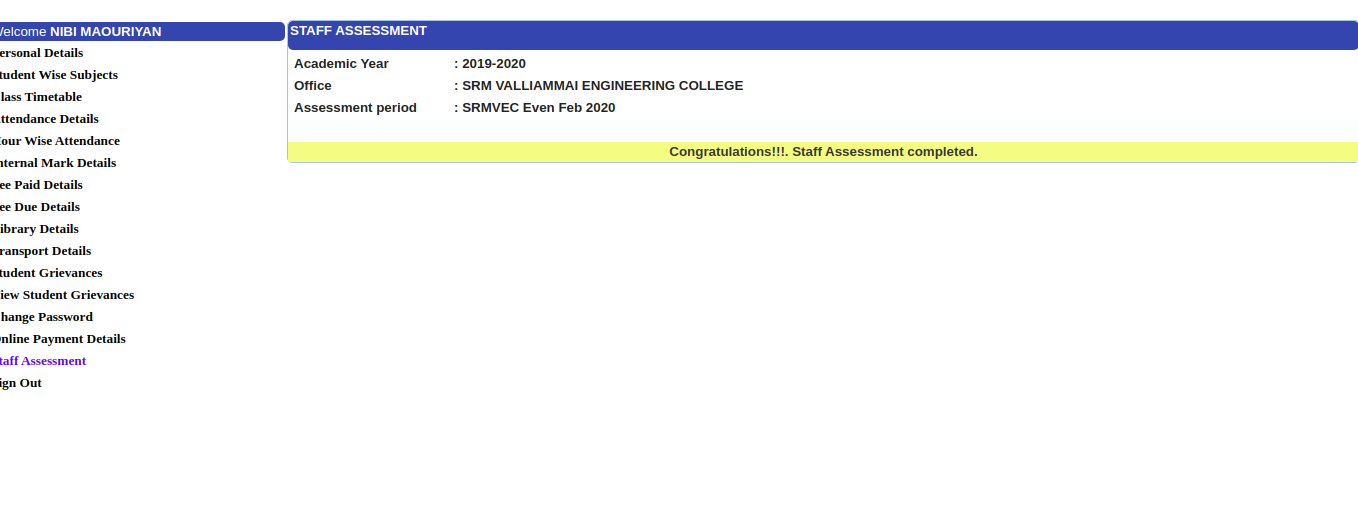 Welcome NIBI MAOURIYAN
ersonal Details
tudent Wise Subjects
lass Timetable
ttendance Details
our Wise Attendance
nternal Mark Details
ee Paid Details
ee Due Details
ibrary Details
ransport Details
tudent Grievances
iew Student Grievances
hange Password
nline Payment Details
taff Assessment
ign Out
STAFF ASSESSMENT
Academic Year : 2019-2020
Office : SRM VALLIAMMAI ENGINEERING COLLEGE
Assessment period : SRMVEC Even Feb 2020
Congratulations!!!. Staff Assessment completed.